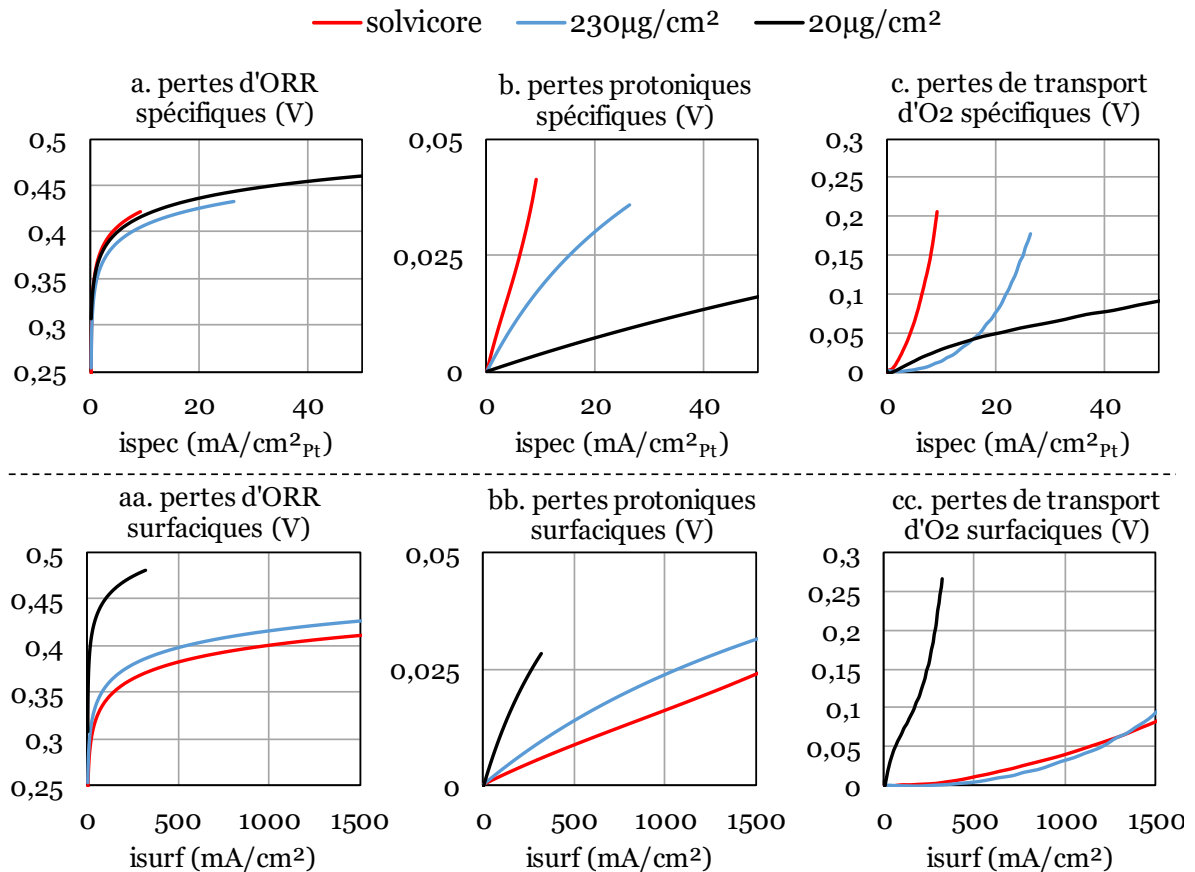 solvicore 230µg/cm² 20µg/cm²
a. pertes d'ORR
spécifiques (V)
0,5
0,45
0,4
0,35
0,3
0,25
0 20 40
ispec (mA/cm²Pt)
b. pertes protoniques
spécifiques (V)
0,05
0,025
0
0 20 40
ispec (mA/cm²Pt)
c. pertes de transport
d'O2 spécifiques (V)
0,3
0,25
0,2
0,15
0,1
0,05
0
0 20 40
ispec (mA/cm²Pt)
aa. pertes d'ORR
surfaciques (V)
0,5
0,45
0,4
0,35
0,3
0,25
0 500 1000 1500
isurf (mA/cm²)
bb. pertes protoniques
surfaciques (V)
0,05
0,025
0
0 500 1000 1500
isurf (mA/cm²)
cc. pertes de transport
d'O2 surfaciques (V)
0,3
0,25
0,2
0,15
0,1
0,05
0
0 500 1000 1500
isurf (mA/cm²)